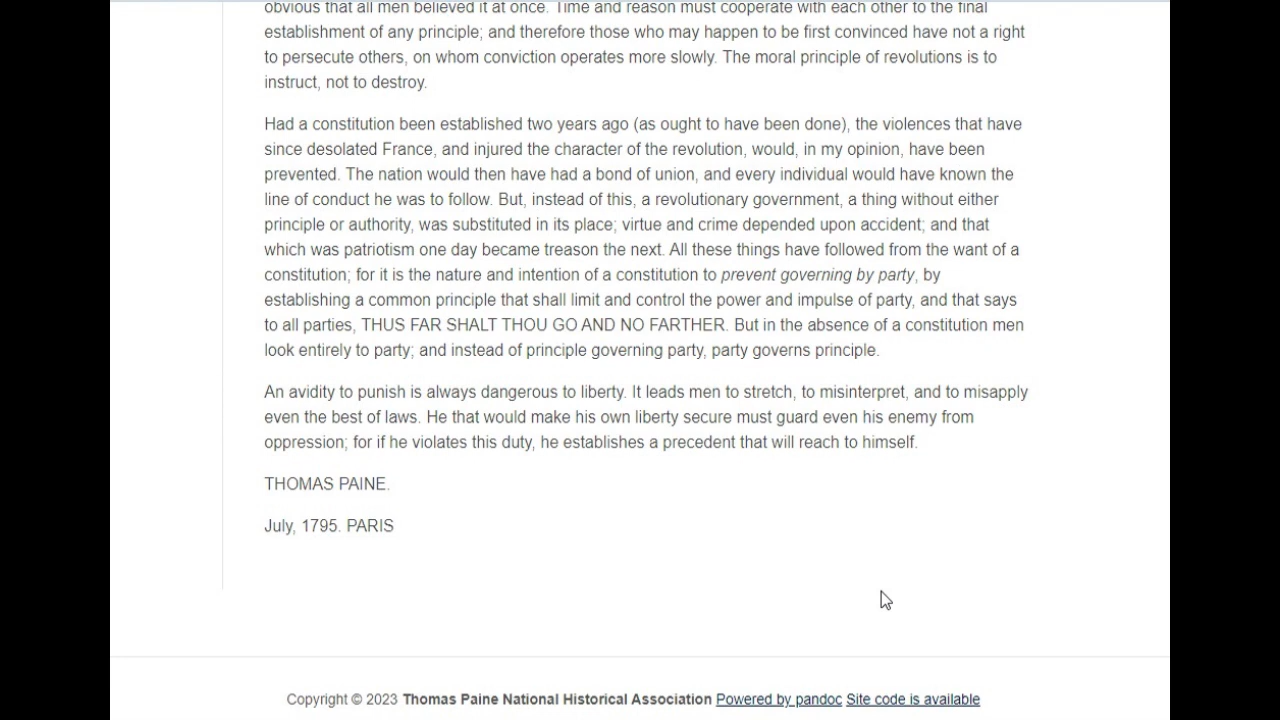 obvious that all men believed it at once. Time and reason must cooperate with each other to the final
establishment of any principle; and therefore those who may happen to be first convinced have not a right
to persecute others, on whom conviction operates more slowly. The moral principle of revolutions is to
instruct, not to destroy.
Had a constitution been established two years ago (as ought to have been done), the violences that have
since desolated France, and injured the character of the revolution, would, in my opinion, have been
prevented. The nation would then have had a bond of union, and every individual would have known the
line of conduct he was to follow. But, instead of this, a revolutionary government, a thing without either
principle or authority, was substituted in its place; virtue and crime depended upon accident; and that
which was patriotism one day became treason the next. All these things have followed from the want of a
constitution; for it is the nature and intention of a constitution to prevent governing by party, by
establishing a common principle that shall limit and control the power and impulse of party, and that says
to all parties, THUS FAR SHALT THOU GO AND NO FARTHER. But in the absence of a constitution men
look entirely to party; and instead of principle governing party, party governs principle.
An avidity to punish is always dangerous to liberty. It leads men to stretch, to misinterpret, and to misapply
even the best of laws. He that would make his own liberty secure must guard even his enemy from
oppression; for if he violates this duty, he establishes a precedent that will reach to himself.
THOMAS PAINE.
July, 1795. PARIS
Copyright © 2023 Thomas Paine National Historical Association Powered by pandoc Site code is available